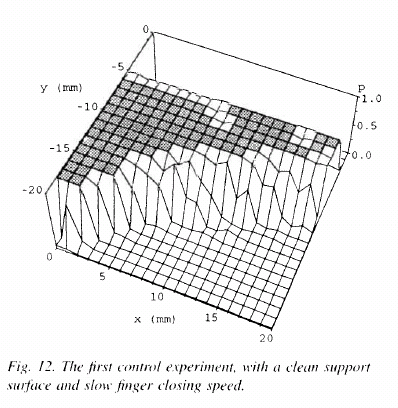 0
-5
P
y (mm)
1.0
-10
0.5
-15
0.0
-20
0
5
10
x (mm)
15
20
Fig. 12. The first control experiment, with a clean support
surface and slow finger closing speed.